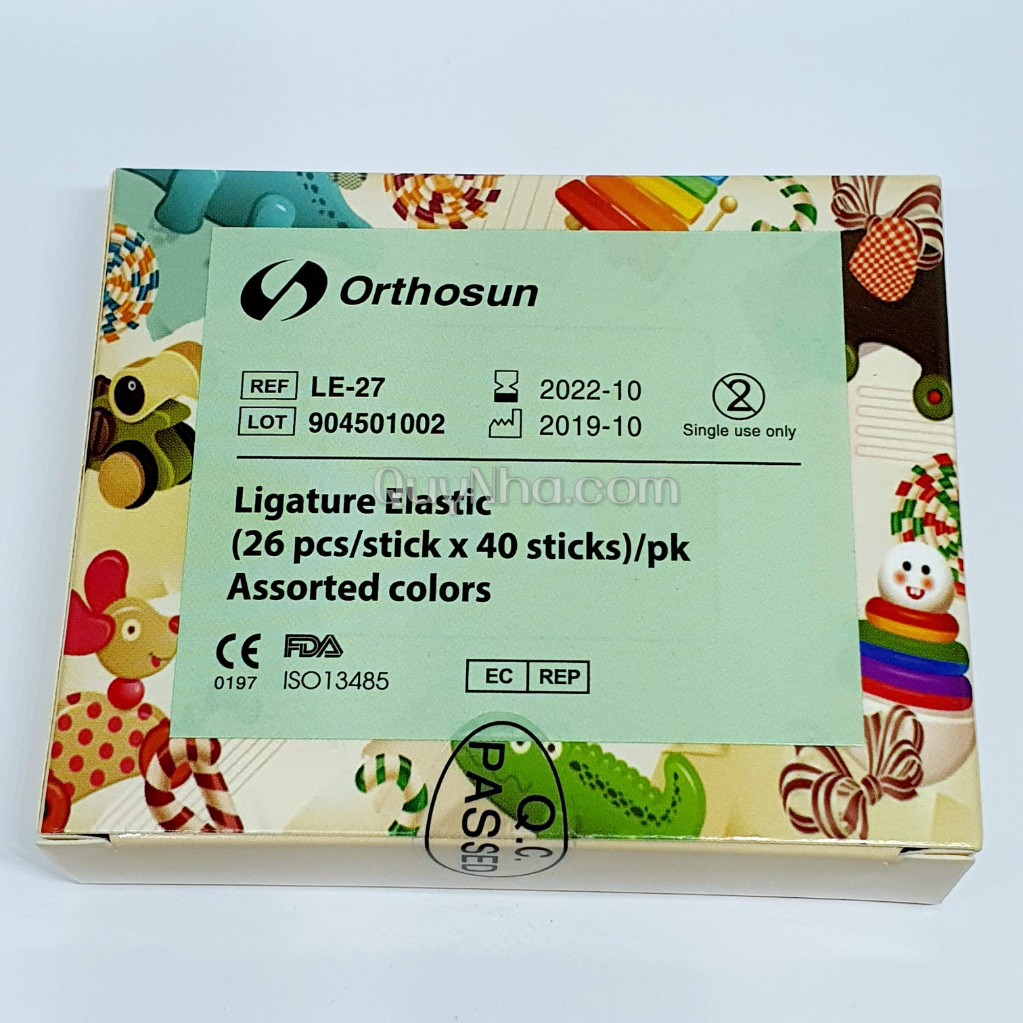 Orthosun
REF LE-27
LOT 904501002
2022-10
2019-10
2
Single use only
QuyNha.com
Ligature Elastic
(26 pcs/stick x 40 sticks)/pk
Assorted colors
CE
0197
FDA
ISO13485
EC REP
Q.C.
PASSED